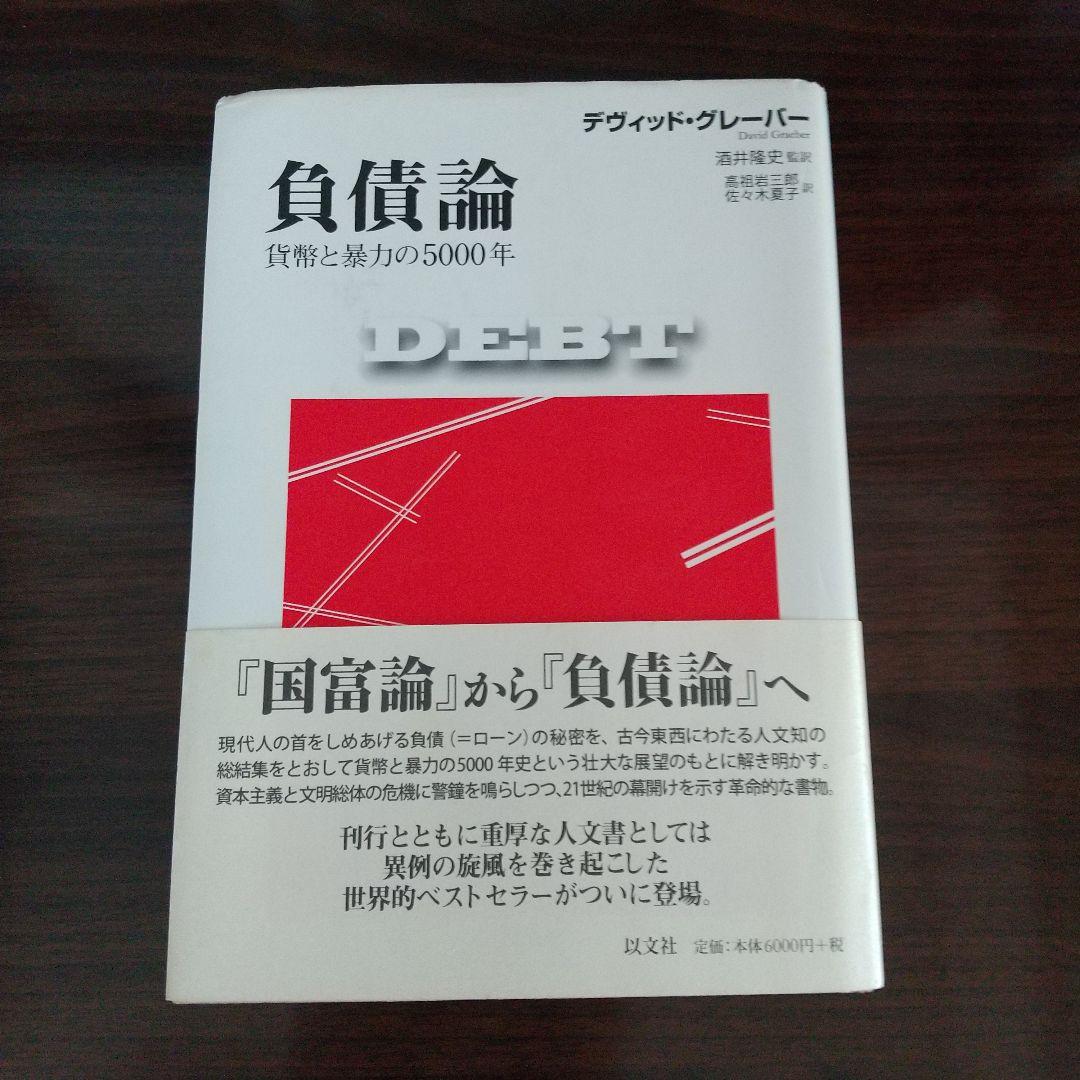 デヴィッド・グレーバー
David Graeber
酒井隆史 監訳
高祖岩三郎
佐々木夏子 訳
負債論
貨幣と暴力の5000年
DEBT
『国富論』から『負債論』へ
現代人の首をしめあげる負債（＝ローン）の秘密を、古今東西にわたる人文知の
総結集をとおして貨幣と暴力の5000年史という壮大な展望のもとに解き明かす。
資本主義と文明総体の危機に警鐘を鳴らしつつ、21世紀の幕開けを示す革命的な書物。
刊行とともに重厚な人文書としては
異例の旋風を巻き起こした
世界的ベストセラーがついに登場。
以文社 定価：本体6000円＋税